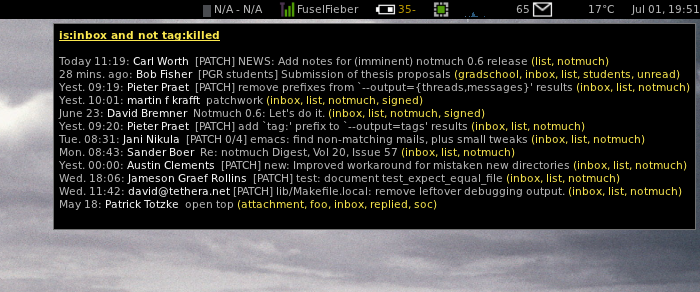 N/A - N/A FuselFieber 35- 65 17°C Jul 01, 19:51
is:inbox and not tag:killed
Today 11:19: Carl Worth [PATCH] NEWS: Add notes for (imminent) notmuch 0.6 release (list, notmuch)
28 mins. ago: Bob Fisher [PGR students] Submission of thesis proposals (gradschool, inbox, list, students, unread)
Yest. 09:19: Pieter Praet [PATCH] remove prefixes from `--output={threads,messages}' results (inbox, list, notmuch)
Yest. 10:01: martin f krafft patchwork (inbox, list, notmuch, signed)
June 23: David Bremner Notmuch 0.6: Let's do it. (inbox, list, notmuch, signed)
Yest. 09:20: Pieter Praet [PATCH] add `tag:' prefix to `--output=tags' results (inbox, list, notmuch)
Tue. 08:31: Jani Nikula [PATCH 0/4] emacs: find non-matching mails, plus small tweaks (inbox, list, notmuch)
Mon. 08:43: Sander Boer Re: notmuch Digest, Vol 20, Issue 57 (inbox, list, notmuch)
Yest. 00:00: Austin Clements [PATCH] new: Improved workaround for mistaken new directories (inbox, list, notmuch)
Wed. 18:06: Jameson Graef Rollins [PATCH] test: document test_expect_equal_file (inbox, list, notmuch)
Wed. 11:42: david@tethera.net [PATCH] lib/Makefile.local: remove leftover debugging output. (inbox, list, notmuch)
May 18: Patrick Totzke open top (attachment, foo, inbox, replied, soc)